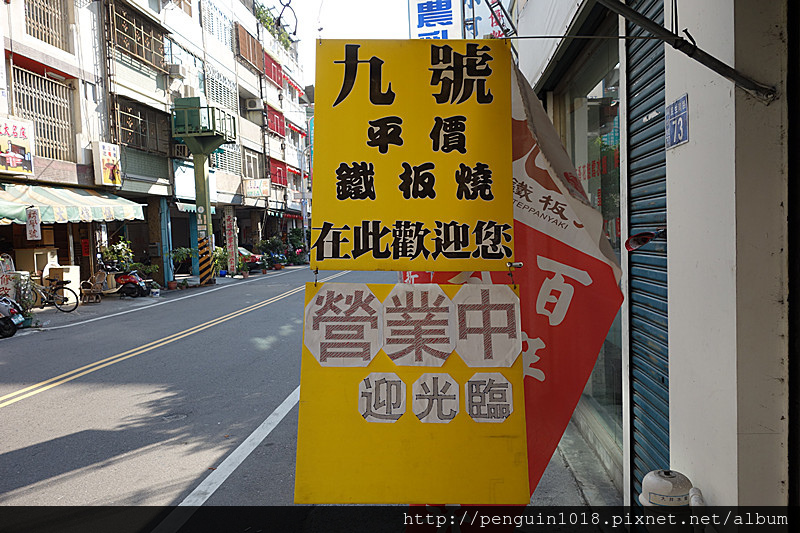 九號
平價
鐵板燒
在此歡迎您
營業中
迎光臨
鐵板
TEPPANYAKI
百
73
http://penguin1018.pixnet.net/album